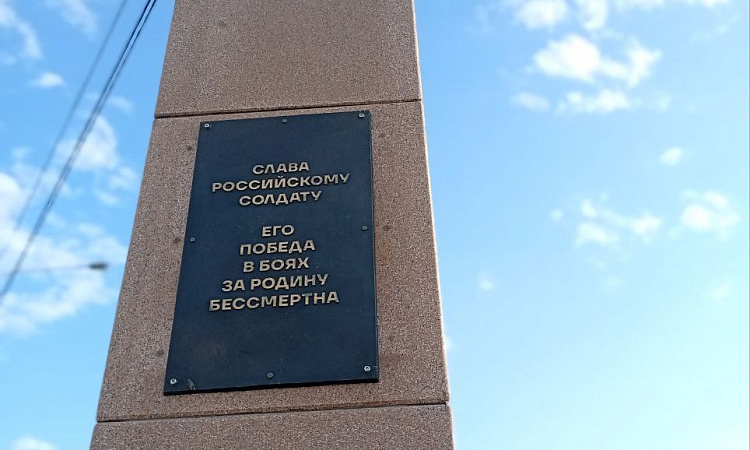 СЛАВА
РОССИЙСКОМУ
СОЛДАТУ
ЕГО
ПОБЕДА
В БОЯХ
ЗА РОДИНУ
БЕССМЕРТНА